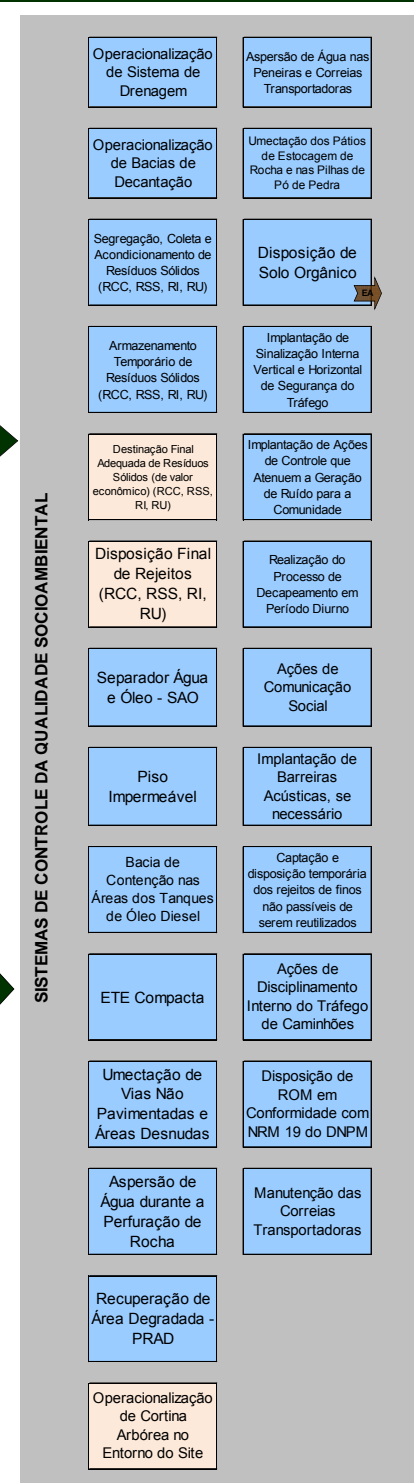 SISTEMAS DE CONTROLE DA QUALIDADE SOCIOAMBIENTAL
Operacionalização
de Sistema de
Drenagem
Operacionalização
de Bacias de
Decantação
Segregação, Coleta e
Acondicionamento de
Resíduos Sólidos
(RCC, RSS, RI, RU)
Armazenamento
Temporário de
Resíduos Sólidos
(RCC, RSS, RI, RU)
Destinação Final
Adequada de Resíduos
Sólidos (de valor
econômico) (RCC, RSS,
RI, RU)
Disposição Final
de Rejeitos
(RCC, RSS, RI,
RU)
Separador Água
e Óleo - SAO
Piso
Impermeável
Bacia de
Contenção nas
Áreas dos Tanques
de Óleo Diesel
ETE Compacta
Umectação de
Vias Não
Pavimentadas e
Áreas Desnudas
Aspersão de
Água durante a
Perfuração de
Rocha
Recuperação de
Área Degradada -
PRAD
Operacionalização
de Cortina
Arbórea no
Entorno do Site
Aspersão de Água nas
Peneiras e Correias
Transportadoras
Umectação dos Pátios
de Estocagem de
Rocha e nas Pilhas de
Pó de Pedra
Disposição de
Solo Orgânico
EA
Implantação de
Sinalização Interna
Vertical e Horizontal
de Segurança do
Tráfego
Implantação de Ações
de Controle que
Atenuem a Geração
de Ruído para a
Comunidade
Realização do
Processo de
Decapeamento em
Período Diurno
Ações de
Comunicação
Social
Implantação de
Barreiras
Acústicas, se
necessário
Captação e
disposição temporária
dos rejeitos de finos
não passíveis de
serem reutilizados
Ações de
Disciplinamento
Interno do Tráfego
de Caminhões
Disposição de
ROM em
Conformidade com
NRM 19 do DNPM
Manutenção das
Correias
Transportadoras